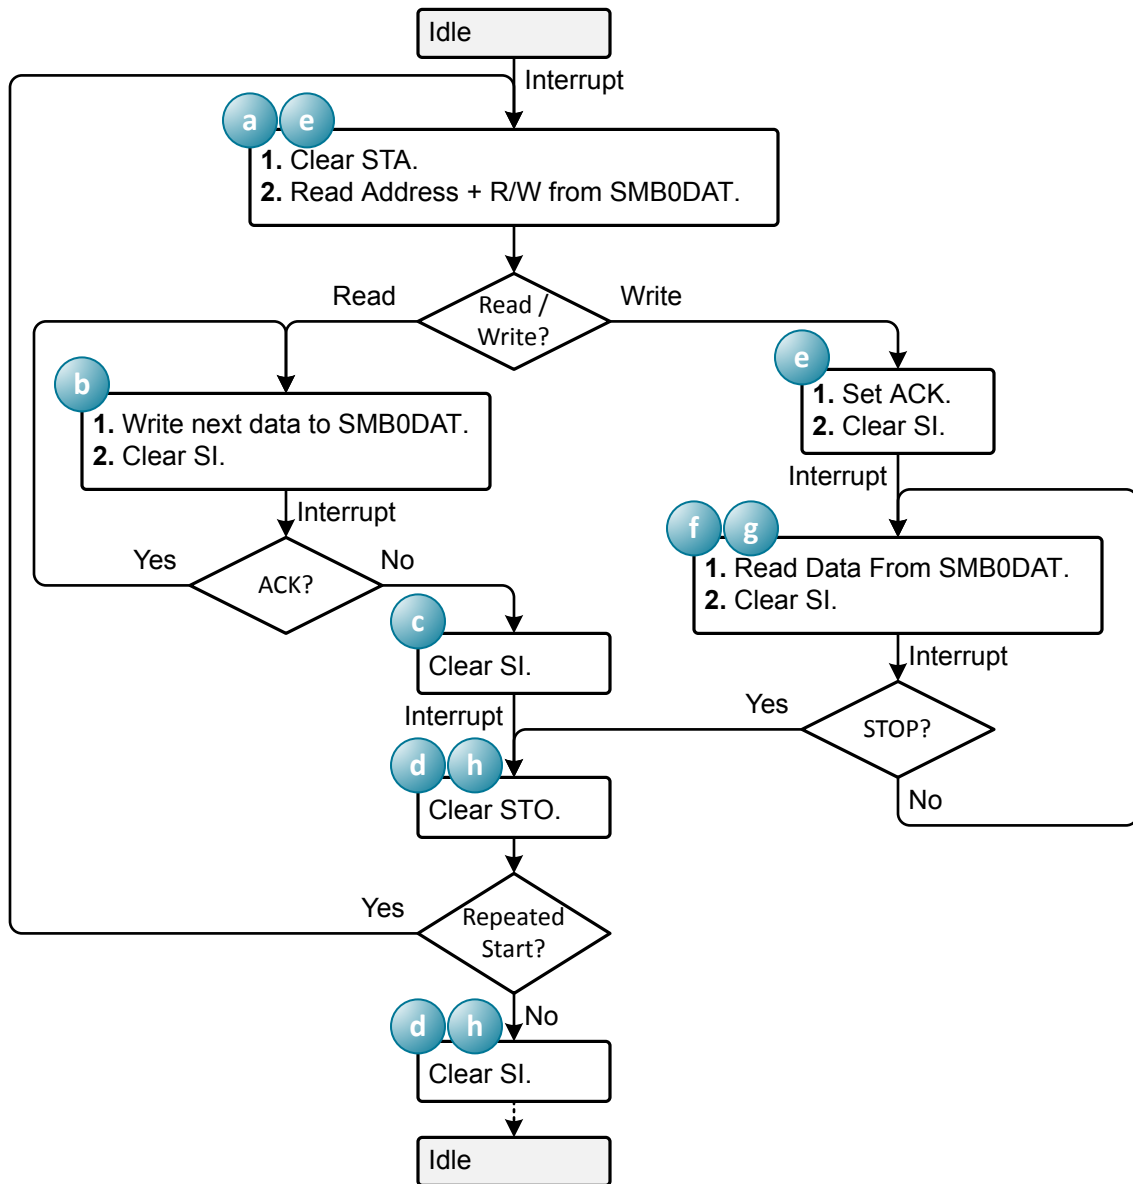 Idle
Interrupt
a e
1. Clear STA.
2. Read Address + R/W from SMB0DAT.
Read
Read /
Write?
Write
b
1. Write next data to SMB0DAT.
2. Clear SI.
e
1. Set ACK.
2. Clear SI.
Interrupt
Interrupt
Yes
ACK?
No
f g
1. Read Data From SMB0DAT.
2. Clear SI.
c
Clear SI.
Interrupt
Interrupt
Yes
STOP?
No
d h
Clear STO.
Yes
Repeated
Start?
No
d h
Clear SI.
Idle